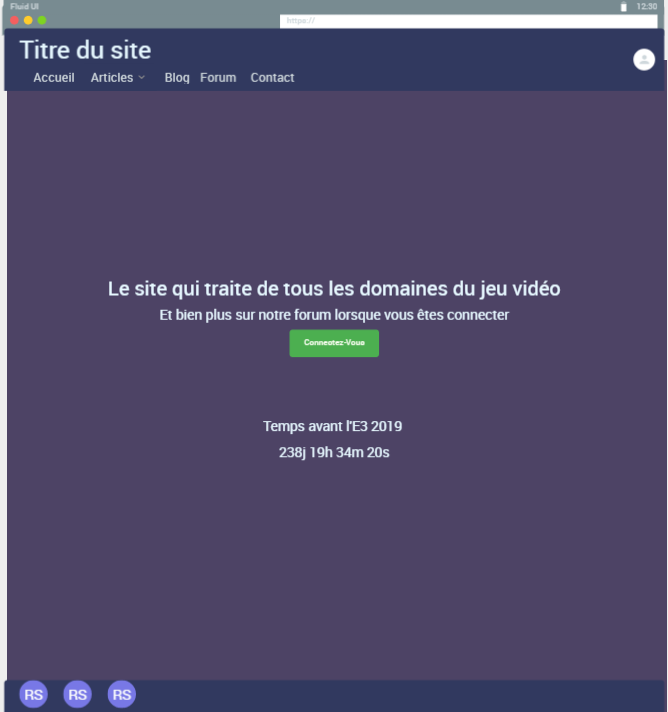 Fluid UI
12:30
https://
Titre du site
Accueil Articles Blog Forum Contact
Le site qui traite de tous les domaines du jeu vidéo
Et bien plus sur notre forum lorsque vous êtes connecter
Connectez-Vous
Temps avant l'E3 2019
238j 19h 34m 20s
RS RS RS